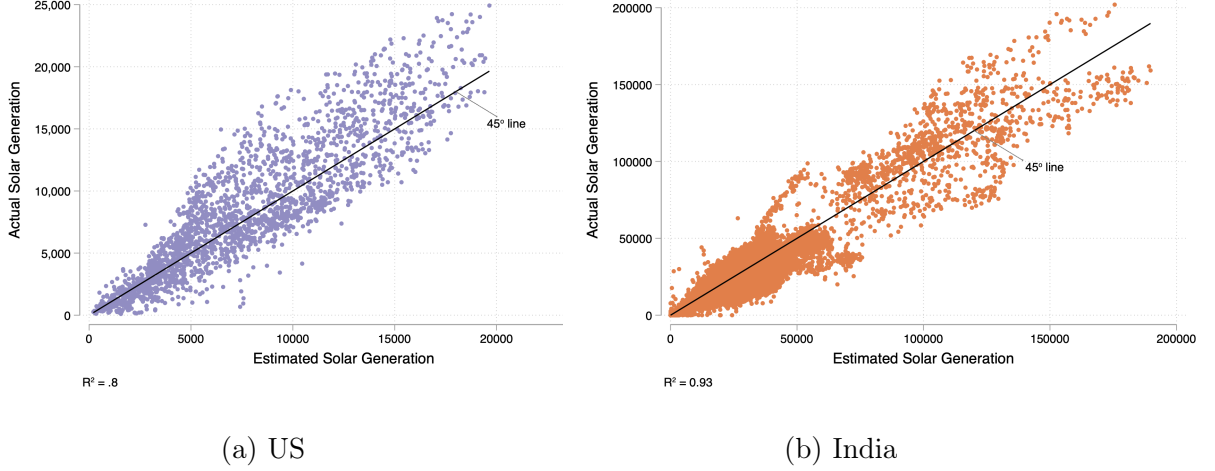 25,000
20,000
15,000
10,000
5,000
0
Actual Solar Generation
0 5000 10000 15000 20000
Estimated Solar Generation
45° line
R² = .8
(a) US
200000
150000
100000
50000
0
Actual Solar Generation
0 50000 100000 150000 200000
Estimated Solar Generation
45° line
R² = 0.93
(b) India